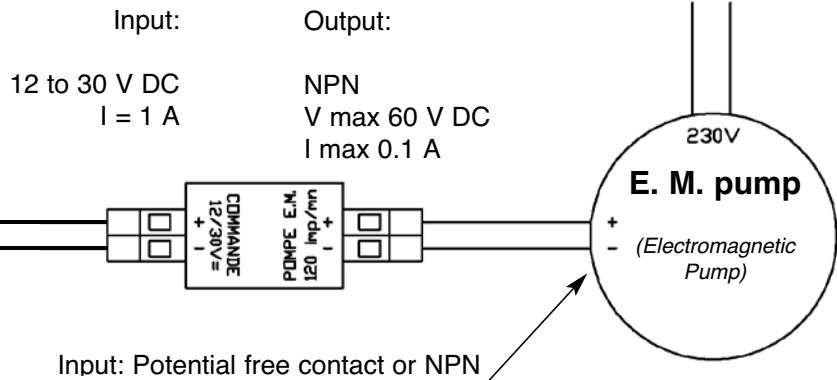 Input:
Output:
12 to 30 V DC
I = 1 A
NPN
V max 60 V DC
I max 0.1 A
COMMANDE
12/30V=
+
-
POMPE E.M.
120 imp/mn
+
-
230V
E. M. pump
+
-
(Electromagnetic
Pump)
Input: Potential free contact or NPN